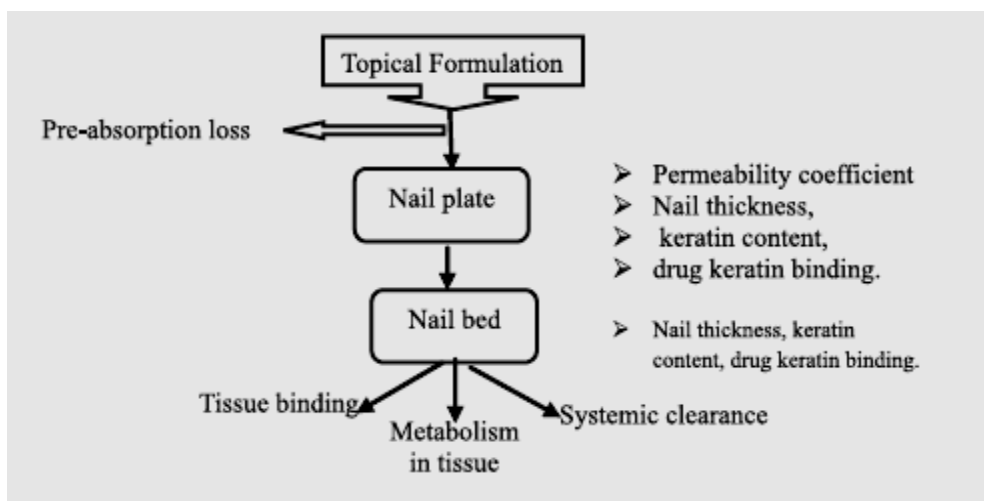 Topical Formulation
Pre-absorption loss
Nail plate
➤ Permeability coefficient
➤ Nail thickness,
➤ keratin content,
➤ drug keratin binding.
Nail bed
➤ Nail thickness, keratin
content, drug keratin binding.
Tissue binding
Metabolism
in tissue
Systemic clearance